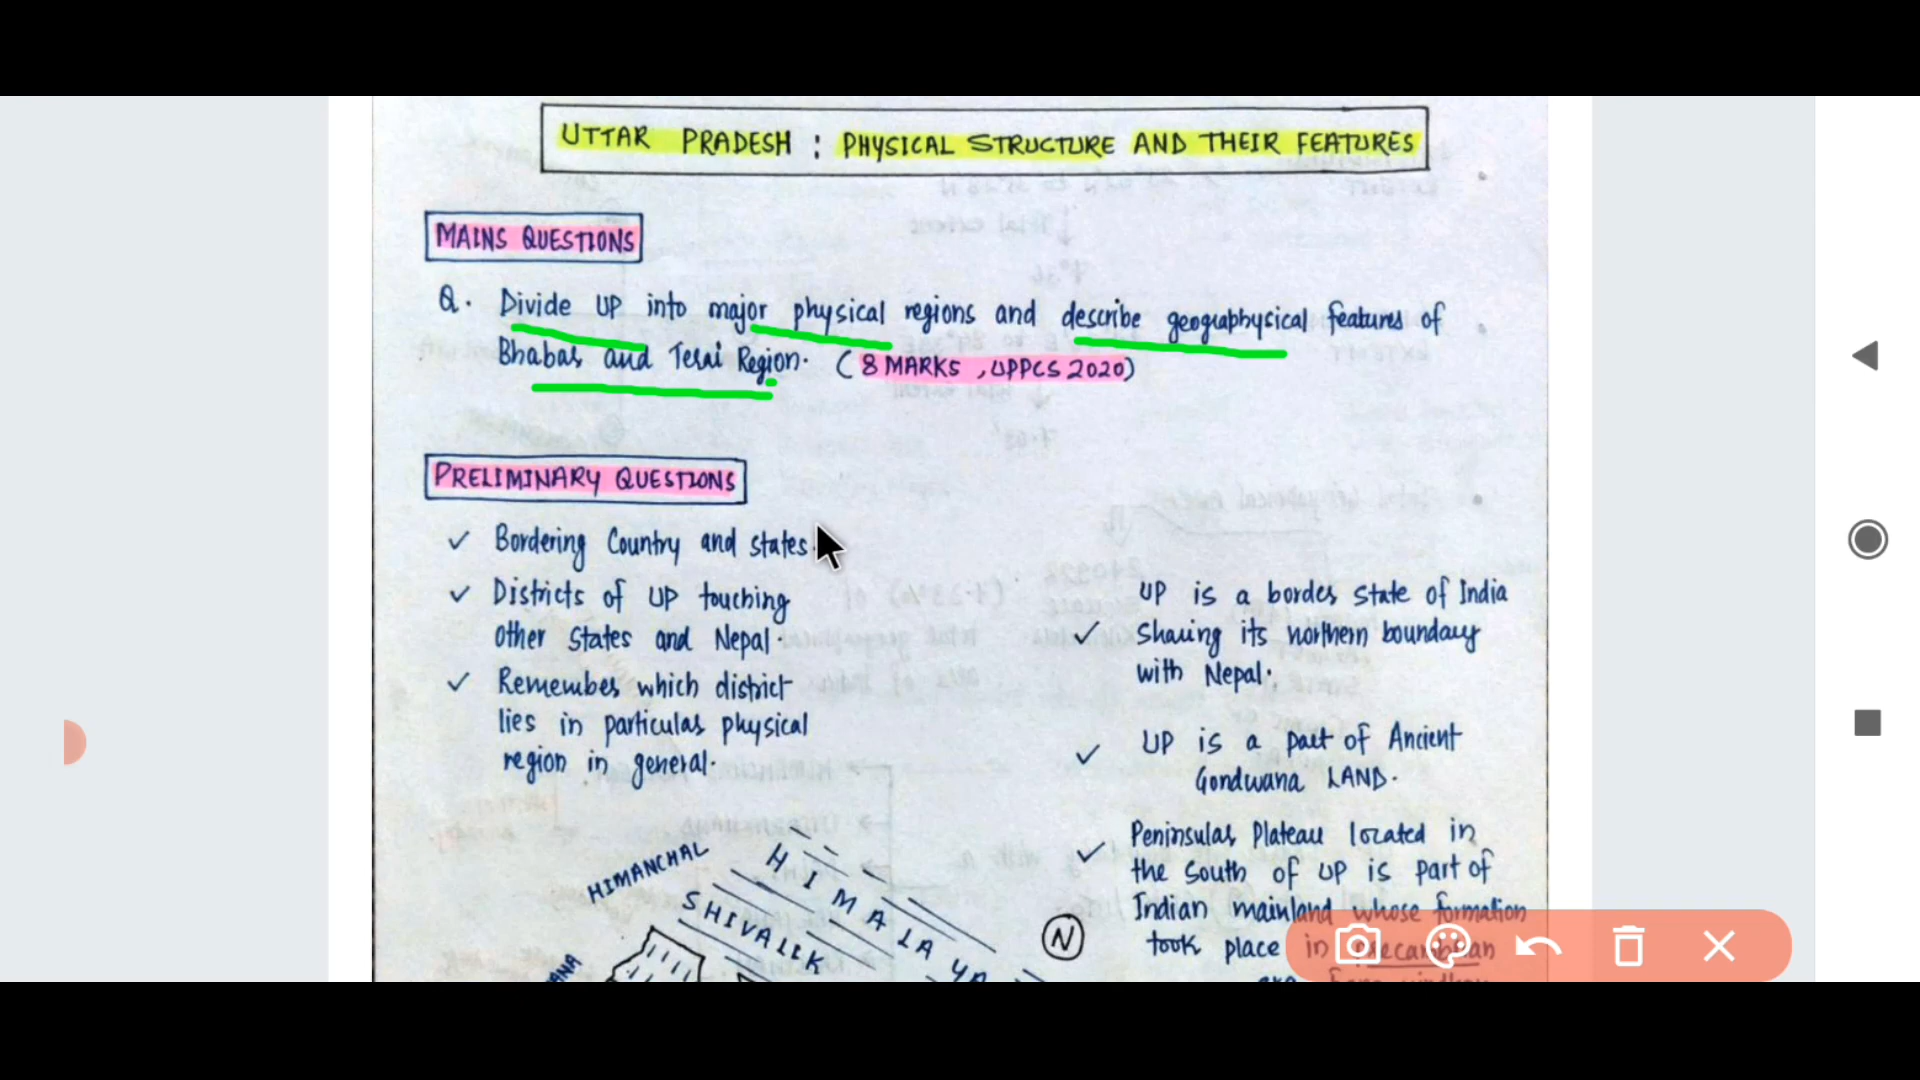 UTTAR PRADESH : PHYSICAL STRUCTURE AND THEIR FEATURES
MAINS QUESTIONS
Q. Divide UP into major physical regions and describe geographysical features of
Bhabar and Terai Region. (8 MARKS, UPPCS 2020)
PRELIMINARY QUESTIONS
✓ Bordering Country and states.
✓ Districts of UP touching
other states and Nepal.
✓ Remember which district
lies in particular physical
region in general.
UP is a border state of India
✓ sharing its northern boundary
with Nepal.
✓ UP is a part of Ancient
Gondwana LAND.
✓ Peninsular Plateau located in
the south of UP is part of
Indian mainland whose formation
took place in precambrian
HIMANCHAL
HIMALAYA
SHIVALIK
N